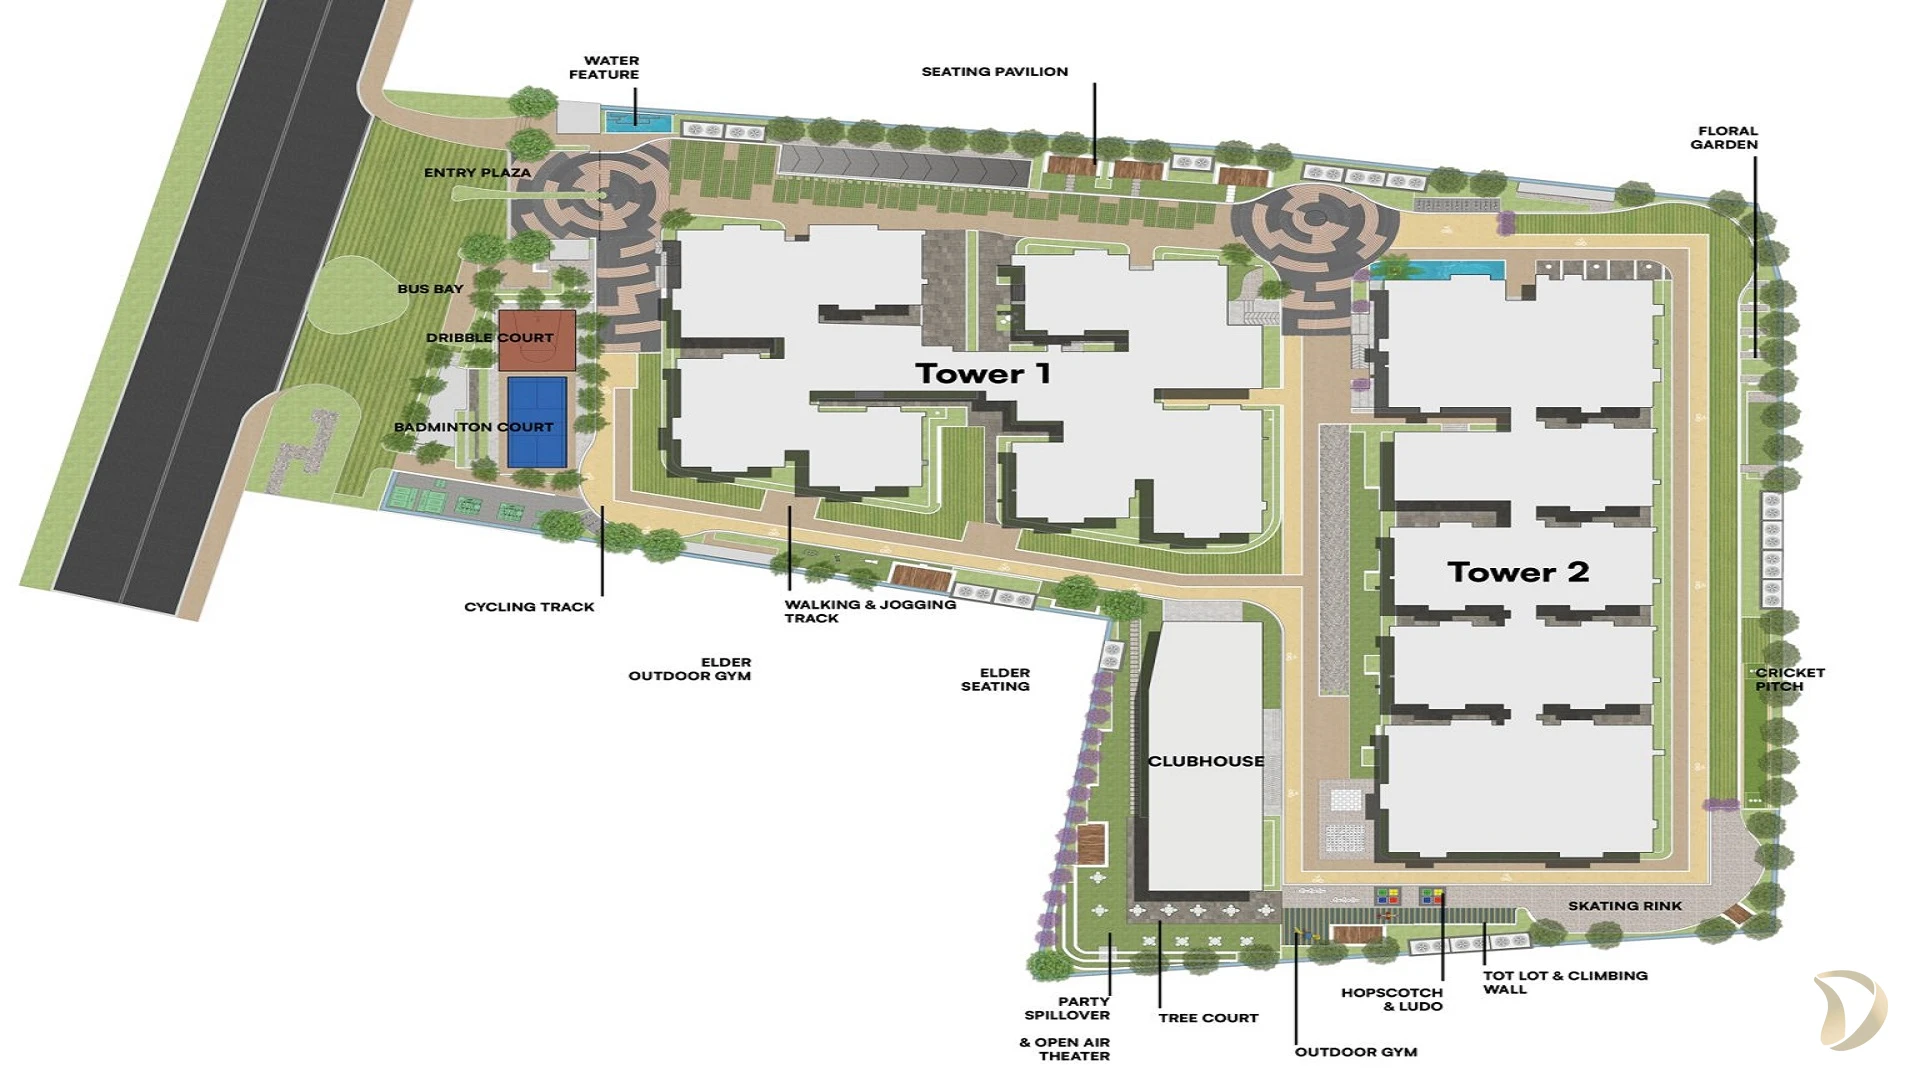 WATER
FEATURE
SEATING PAVILION
FLORAL
GARDEN
ENTRY PLAZA
BUS BAY
DRIBBLE COURT
Tower 1
BADMINTON COURT
Tower 2
CYCLING TRACK
WALKING & JOGGING
TRACK
ELDER
OUTDOOR GYM
ELDER
SEATING
CRICKET
PITCH
CLUBHOUSE
SKATING RINK
TOT LOT & CLIMBING
WALL
HOPSCOTCH
& LUDO
PARTY
SPILLOVER
& OPEN AIR
THEATER
TREE COURT
OUTDOOR GYM